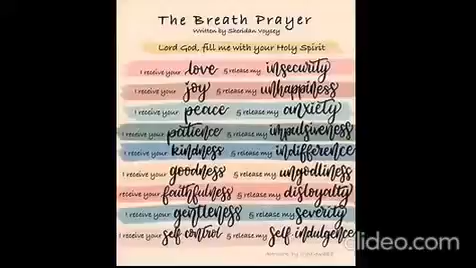 The Breath Prayer
Written by Sheridan Voysey
Lord God, fill me with your Holy Spirit
I receive your love & release my insecurity
I receive your joy & release my unhappiness
I receive your peace & release my anxiety
I receive your patience & release my impulsiveness
I receive your kindness & release my indifference
I receive your goodness & release my ungodliness
I receive your faithfulness & release my disloyalty
I receive your gentleness & release my severity
I receive your self control & release my self-indulgence
Artwork by
clideo.com